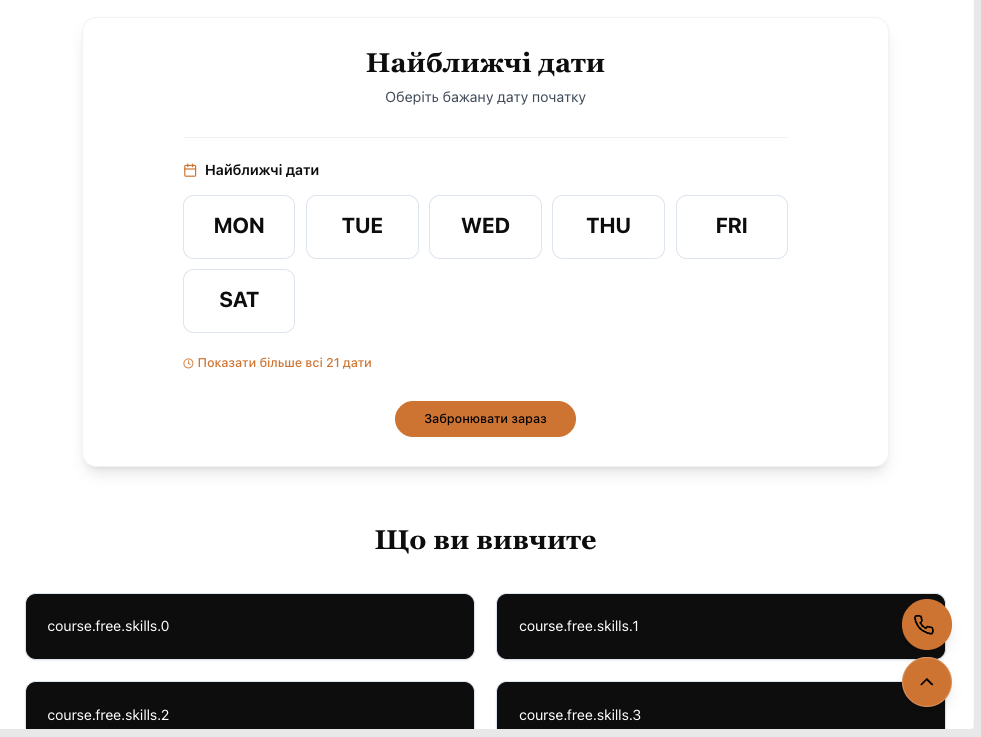 Найближчі дати
Оберіть бажану дату початку
Найближчі дати
MON
TUE
WED
THU
FRI
SAT
Показати більше всі 21 дати
Забронювати зараз
Що ви вивчите
course.free.skills.0
course.free.skills.1
course.free.skills.2
course.free.skills.3